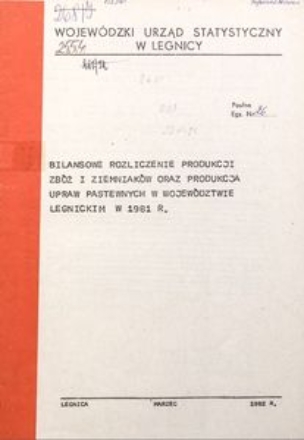 WOJEWÓDZKI URZĄD STATYSTYCZNY
W LEGNICY
Poufne
Egz. Nr 26
BILANSOWE ROZLICZENIE PRODUKCJI
ZBÓŻ I ZIEMNIAKÓW ORAZ PRODUKCJA
UPRAW PASTEWNYCH W WOJEWÓDZTWIE
LEGNICKIM W 1981 R.
LEGNICA MARZEC 1982 R.